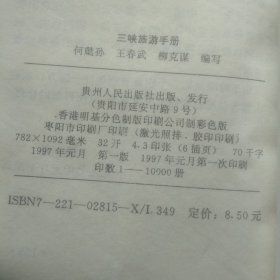 三峡旅游手册
何懿孙 王春武 柳克谋 编写
贵州人民出版社出版、发行
(贵阳市延安中路9号)
香港明基分色制版印刷公司制彩色版
枣阳市印刷厂印刷 (激光照排、胶印印刷)
782×1092毫米 32开 4.3印张(6插页) 70千字
1997年元月 第一版 1997年元月第一次印刷
印数1—10000册
ISBN7—221—02815—X/I.349 定价:8.50元